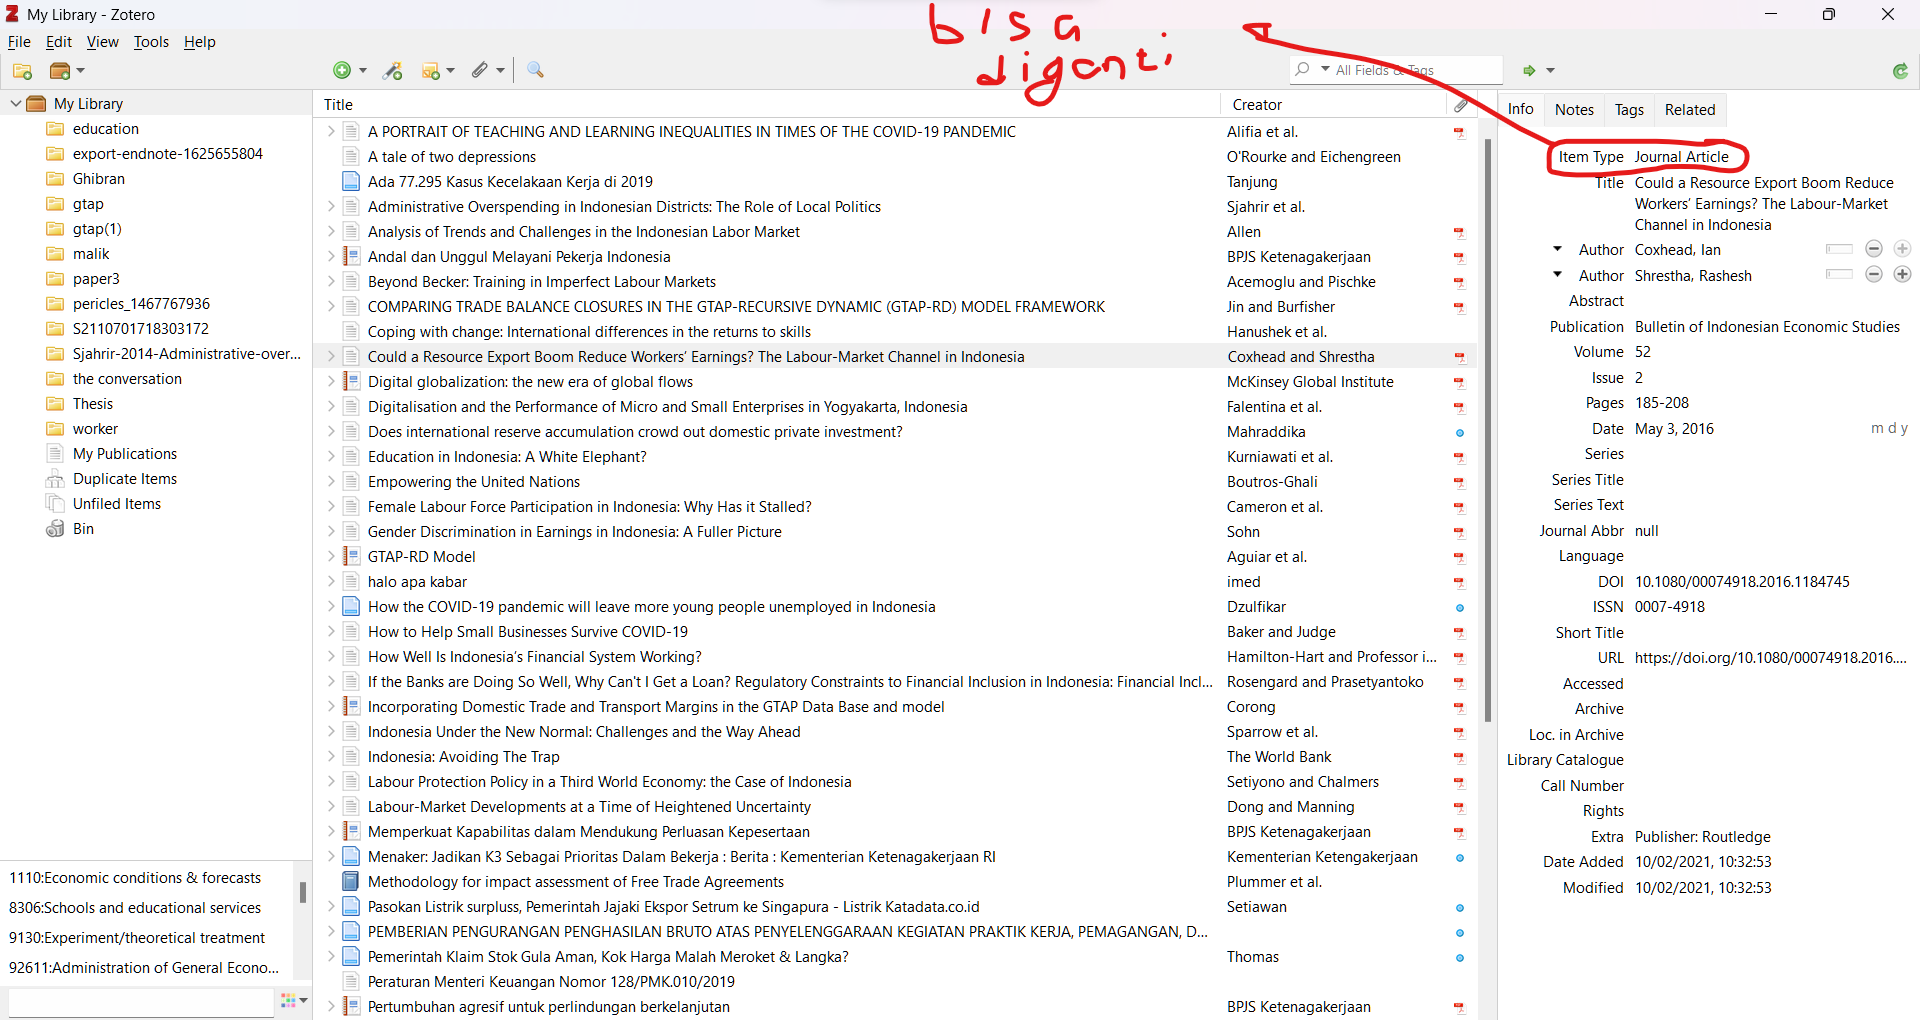 My Library - Zotero
bisa
diganti
File Edit View Tools Help
All Fields & Tags
My Library
education
export-endnote-1625655804
Ghibran
gtap
gtap(1)
malik
paper3
pericles_1467767936
S2110701718303172
Sjahrir-2014-Administrative-over...
the conversation
Thesis
worker
My Publications
Duplicate Items
Unfiled Items
Bin
1110:Economic conditions & forecasts
8306:Schools and educational services
9130:Experiment/theoretical treatment
92611:Administration of General Econo...
Title Creator
A PORTRAIT OF TEACHING AND LEARNING INEQUALITIES IN TIMES OF THE COVID-19 PANDEMIC Alifia et al.
A tale of two depressions O'Rourke and Eichengreen
Ada 77.295 Kasus Kecelakaan Kerja di 2019 Tanjung
Administrative Overspending in Indonesian Districts: The Role of Local Politics Sjahrir et al.
Analysis of Trends and Challenges in the Indonesian Labor Market Allen
Andal dan Unggul Melayani Pekerja Indonesia BPJS Ketenagakerjaan
Beyond Becker: Training in Imperfect Labour Markets Acemoglu and Pischke
COMPARING TRADE BALANCE CLOSURES IN THE GTAP-RECURSIVE DYNAMIC (GTAP-RD) MODEL FRAMEWORK Jin and Burfisher
Coping with change: International differences in the returns to skills Hanushek et al.
Could a Resource Export Boom Reduce Workers’ Earnings? The Labour-Market Channel in Indonesia Coxhead and Shrestha
Digital globalization: the new era of global flows McKinsey Global Institute
Digitalisation and the Performance of Micro and Small Enterprises in Yogyakarta, Indonesia Falentina et al.
Does international reserve accumulation crowd out domestic private investment? Mahraddika
Education in Indonesia: A White Elephant? Kurniawati et al.
Empowering the United Nations Boutros-Ghali
Female Labour Force Participation in Indonesia: Why Has it Stalled? Cameron et al.
Gender Discrimination in Earnings in Indonesia: A Fuller Picture Sohn
GTAP-RD Model Aguiar et al.
halo apa kabar imed
How the COVID-19 pandemic will leave more young people unemployed in Indonesia Dzulfikar
How to Help Small Businesses Survive COVID-19 Baker and Judge
How Well Is Indonesia’s Financial System Working? Hamilton-Hart and Professor i...
If the Banks are Doing So Well, Why Can't I Get a Loan? Regulatory Constraints to Financial Inclusion in Indonesia: Financial Incl... Rosengard and Prasetyantoko
Incorporating Domestic Trade and Transport Margins in the GTAP Data Base and model Corong
Indonesia Under the New Normal: Challenges and the Way Ahead Sparrow et al.
Indonesia: Avoiding The Trap The World Bank
Labour Protection Policy in a Third World Economy: the Case of Indonesia Setiyono and Chalmers
Labour-Market Developments at a Time of Heightened Uncertainty Dong and Manning
Memperkuat Kapabilitas dalam Mendukung Perluasan Kepesertaan BPJS Ketenagakerjaan
Menaker: Jadikan K3 Sebagai Prioritas Dalam Bekerja : Berita : Kementerian Ketenagakerjaan RI Kementerian Ketengakerjaan
Methodology for impact assessment of Free Trade Agreements Plummer et al.
Pasokan Listrik surpluss, Pemerintah Jajaki Ekspor Setrum ke Singapura - Listrik Katadata.co.id Setiawan
PEMBERIAN PENGURANGAN PENGHASILAN BRUTO ATAS PENYELENGGARAAN KEGIATAN PRAKTIK KERJA, PEMAGANGAN, D...
Pemerintah Klaim Stok Gula Aman, Kok Harga Malah Meroket & Langka? Thomas
Peraturan Menteri Keuangan Nomor 128/PMK.010/2019
Pertumbuhan agresif untuk perlindungan berkelanjutan BPJS Ketenagakerjaan
Info Notes Tags Related
Item Type Journal Article
Title Could a Resource Export Boom Reduce
Workers’ Earnings? The Labour-Market
Channel in Indonesia
Author Coxhead, Ian
Author Shrestha, Rashesh
Abstract
Publication Bulletin of Indonesian Economic Studies
Volume 52
Issue 2
Pages 185-208
Date May 3, 2016 m d y
Series
Series Title
Series Text
Journal Abbr null
Language
DOI 10.1080/00074918.2016.1184745
ISSN 0007-4918
Short Title
URL https://doi.org/10.1080/00074918.2016....
Accessed
Archive
Loc. in Archive
Library Catalogue
Call Number
Rights
Extra Publisher: Routledge
Date Added 10/02/2021, 10:32:53
Modified 10/02/2021, 10:32:53